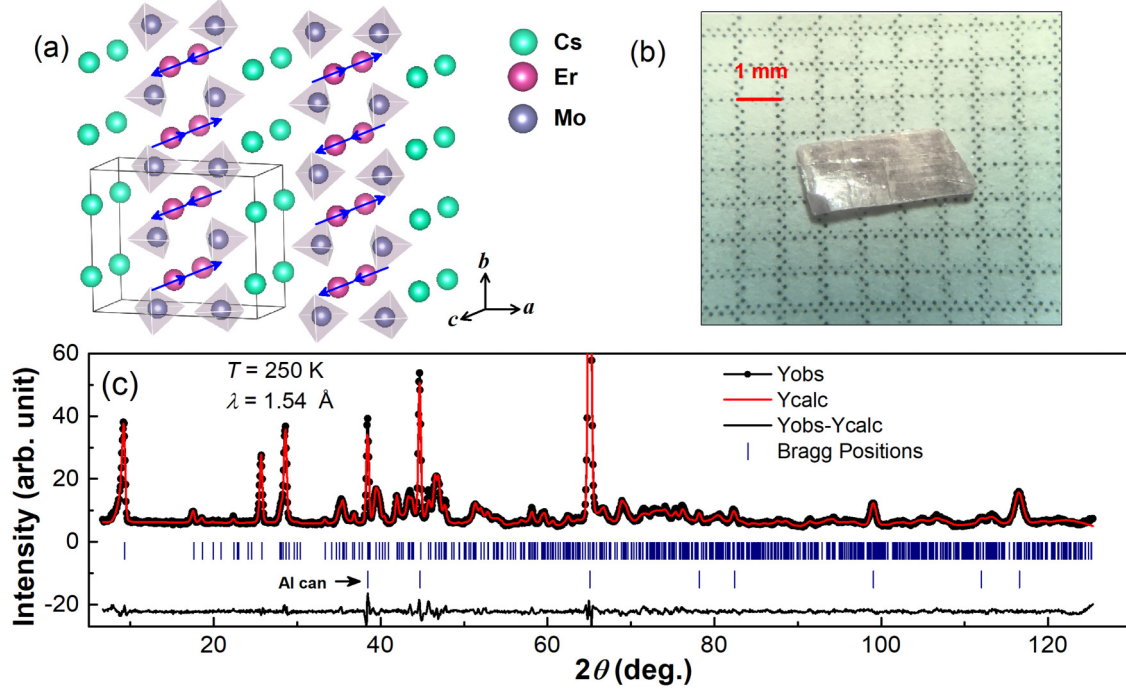 (a)
Cs
Er
Mo
b
c
a
(b)
1 mm
(c)
T = 250 K
λ = 1.54 Å
Yobs
Ycalc
Yobs-Ycalc
Bragg Positions
Al can
Intensity (arb. unit)
60
40
20
0
-20
20 40 60 80 100 120
2θ (deg.)